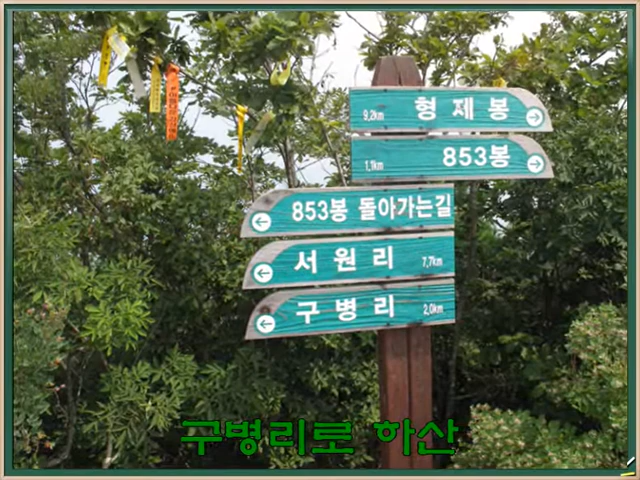 9.2km 형제봉
1.1km 853봉
853봉 돌아가는길
서원리 7.7km
구병리 2.0km
구병리로 하산